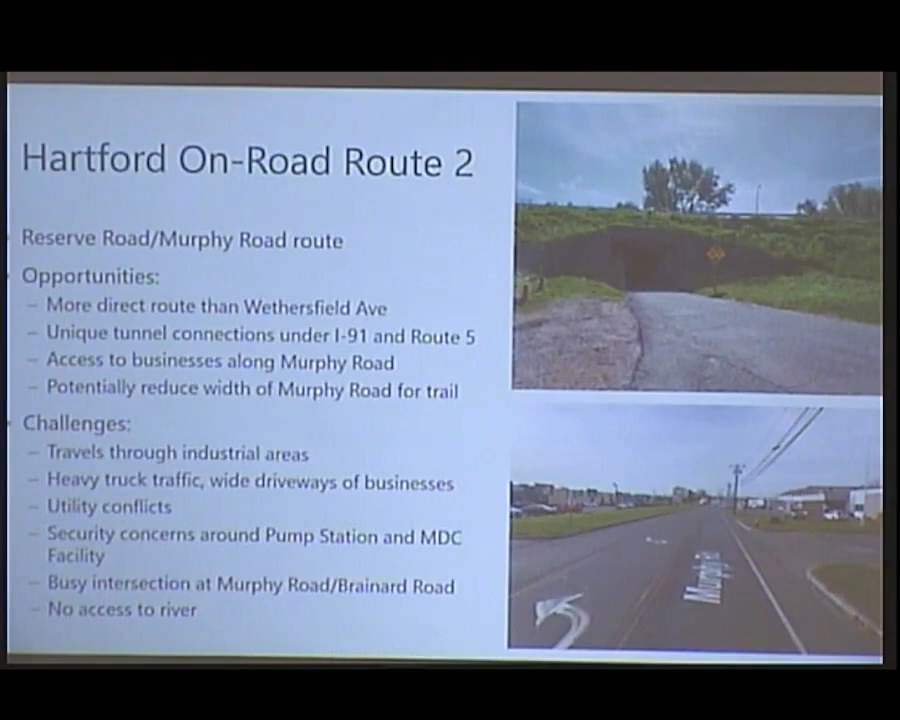 Hartford On-Road Route 2
Reserve Road/Murphy Road route
Opportunities:
– More direct route than Wethersfield Ave
– Unique tunnel connections under I-91 and Route 5
– Access to businesses along Murphy Road
– Potentially reduce width of Murphy Road for trail
Challenges:
– Travels through industrial areas
– Heavy truck traffic, wide driveways of businesses
– Utility conflicts
– Security concerns around Pump Station and MDC
Facility
– Busy intersection at Murphy Road/Brainard Road
– No access to river
Murphy Rd